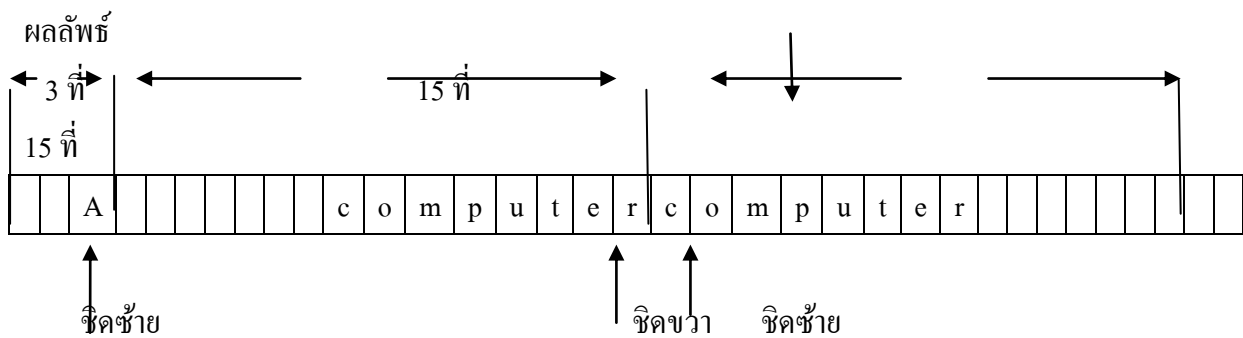 ผลลัพธ์
3 ที่ 15 ที่
15 ที่
A c o m p u t e r c o m p u t e r
ชิดซ้าย ชิดขวา ชิดซ้าย